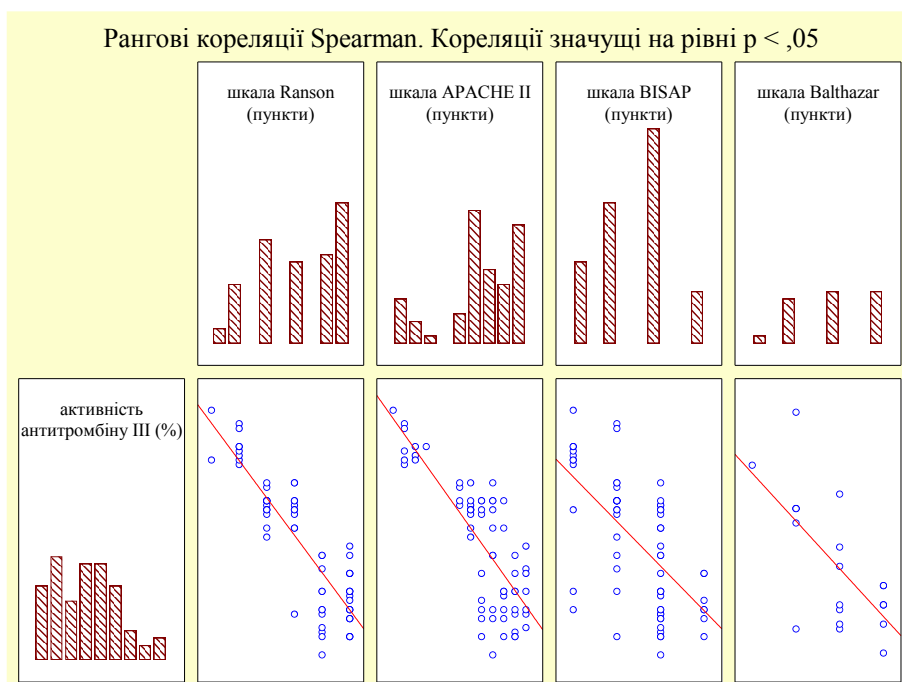 Рангові кореляції Spearman. Кореляції значущі на рівні p < ,05
шкала Ranson
(пункти)
шкала APACHE II
(пункти)
шкала BISAP
(пункти)
шкала Balthazar
(пункти)
активність
антитромбіну III (%)